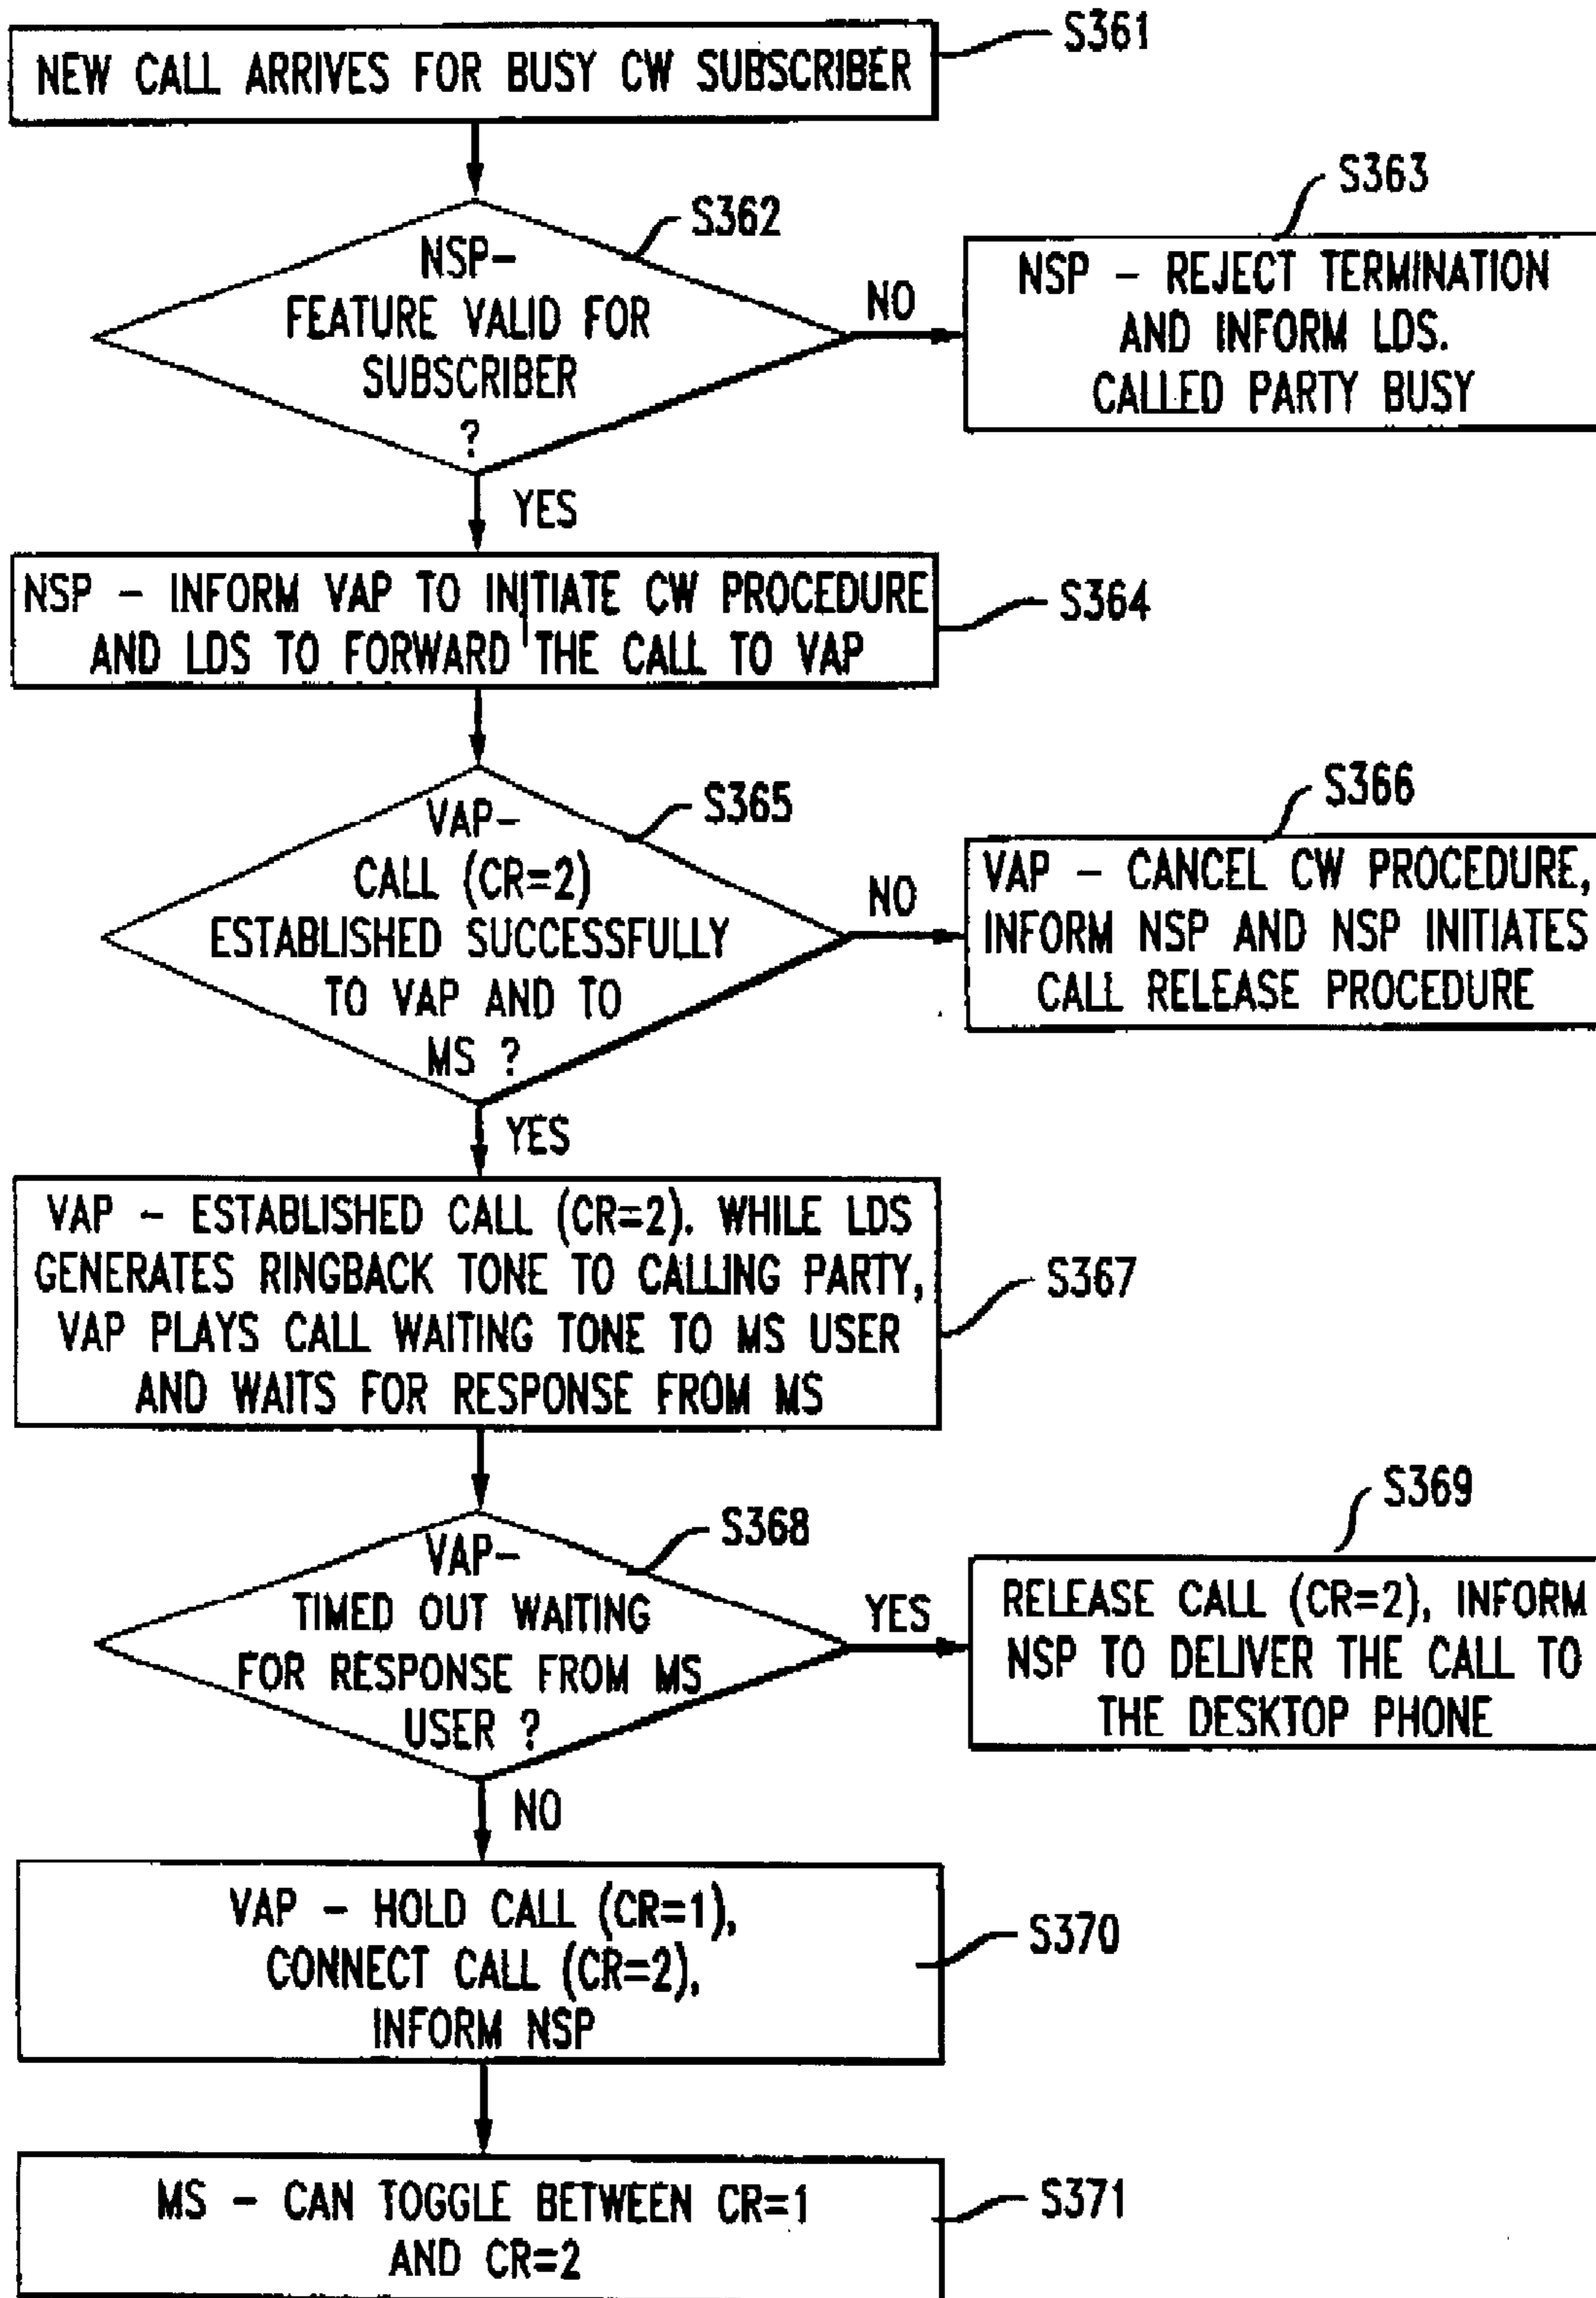 NEW CALL ARRIVES FOR BUSY CW SUBSCRIBER
S361
NSP-
FEATURE VALID FOR
SUBSCRIBER
?
S362
NO
S363
NSP - REJECT TERMINATION
AND INFORM LDS.
CALLED PARTY BUSY
YES
NSP - INFORM VAP TO INITIATE CW PROCEDURE
AND LDS TO FORWARD THE CALL TO VAP
S364
VAP-
CALL (CR=2)
ESTABLISHED SUCCESSFULLY
TO VAP AND TO
MS ?
S365
NO
S366
VAP - CANCEL CW PROCEDURE,
INFORM NSP AND NSP INITIATES
CALL RELEASE PROCEDURE
YES
VAP - ESTABLISHED CALL (CR=2). WHILE LDS
GENERATES RINGBACK TONE TO CALLING PARTY,
VAP PLAYS CALL WAITING TONE TO MS USER
AND WAITS FOR RESPONSE FROM MS
S367
VAP-
TIMED OUT WAITING
FOR RESPONSE FROM MS
USER ?
S368
YES
S369
RELEASE CALL (CR=2), INFORM
NSP TO DELIVER THE CALL TO
THE DESKTOP PHONE
NO
VAP - HOLD CALL (CR=1),
CONNECT CALL (CR=2),
INFORM NSP
S370
MS - CAN TOGGLE BETWEEN CR=1
AND CR=2
S371